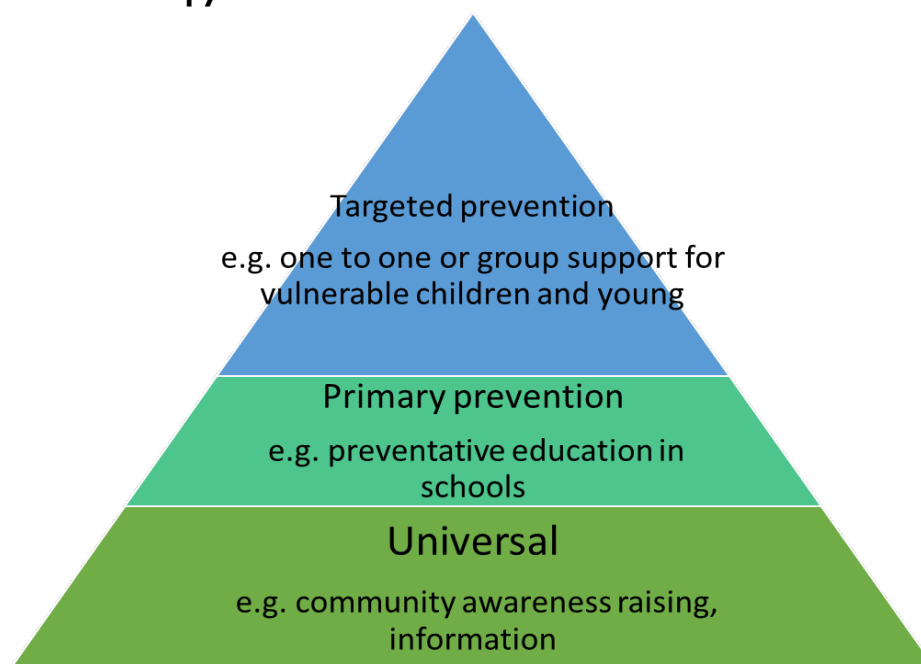 Targeted prevention
e.g. one to one or group support for
vulnerable children and young
Primary prevention
e.g. preventative education in
schools
Universal
e.g. community awareness raising,
information